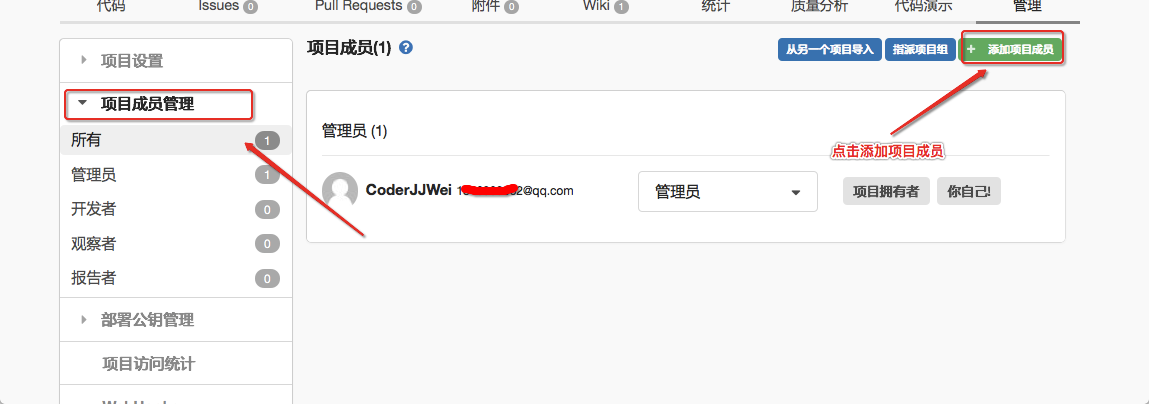 代码 Issues 0 Pull Requests 0 附件 0 Wiki 1 统计 质量分析 代码演示 管理
项目设置
项目成员管理
所有 1
管理员 1
开发者 0
观察者 0
报告者 0
部署公钥管理
项目访问统计
项目成员(1) ?
从另一个项目导入 指派项目组 + 添加项目成员
点击添加项目成员
管理员 (1)
CoderJJWei 2@qq.com
管理员
项目拥有者 你自己!